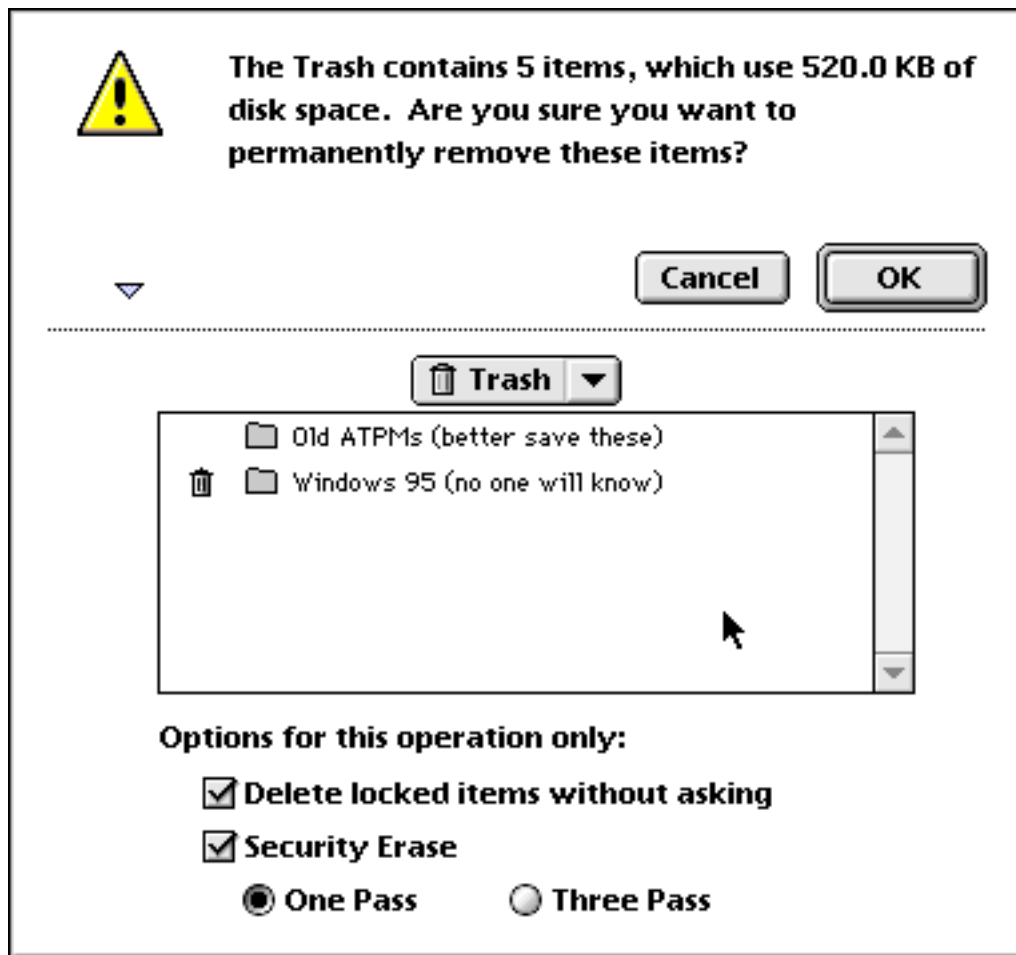 The Trash contains 5 items, which use 520.0 KB of
disk space.  Are you sure you want to
permanently remove these items?
Cancel OK
Trash
Old ATPMs (better save these)
Windows 95 (no one will know)
Options for this operation only:
Delete locked items without asking
Security Erase
One Pass Three Pass